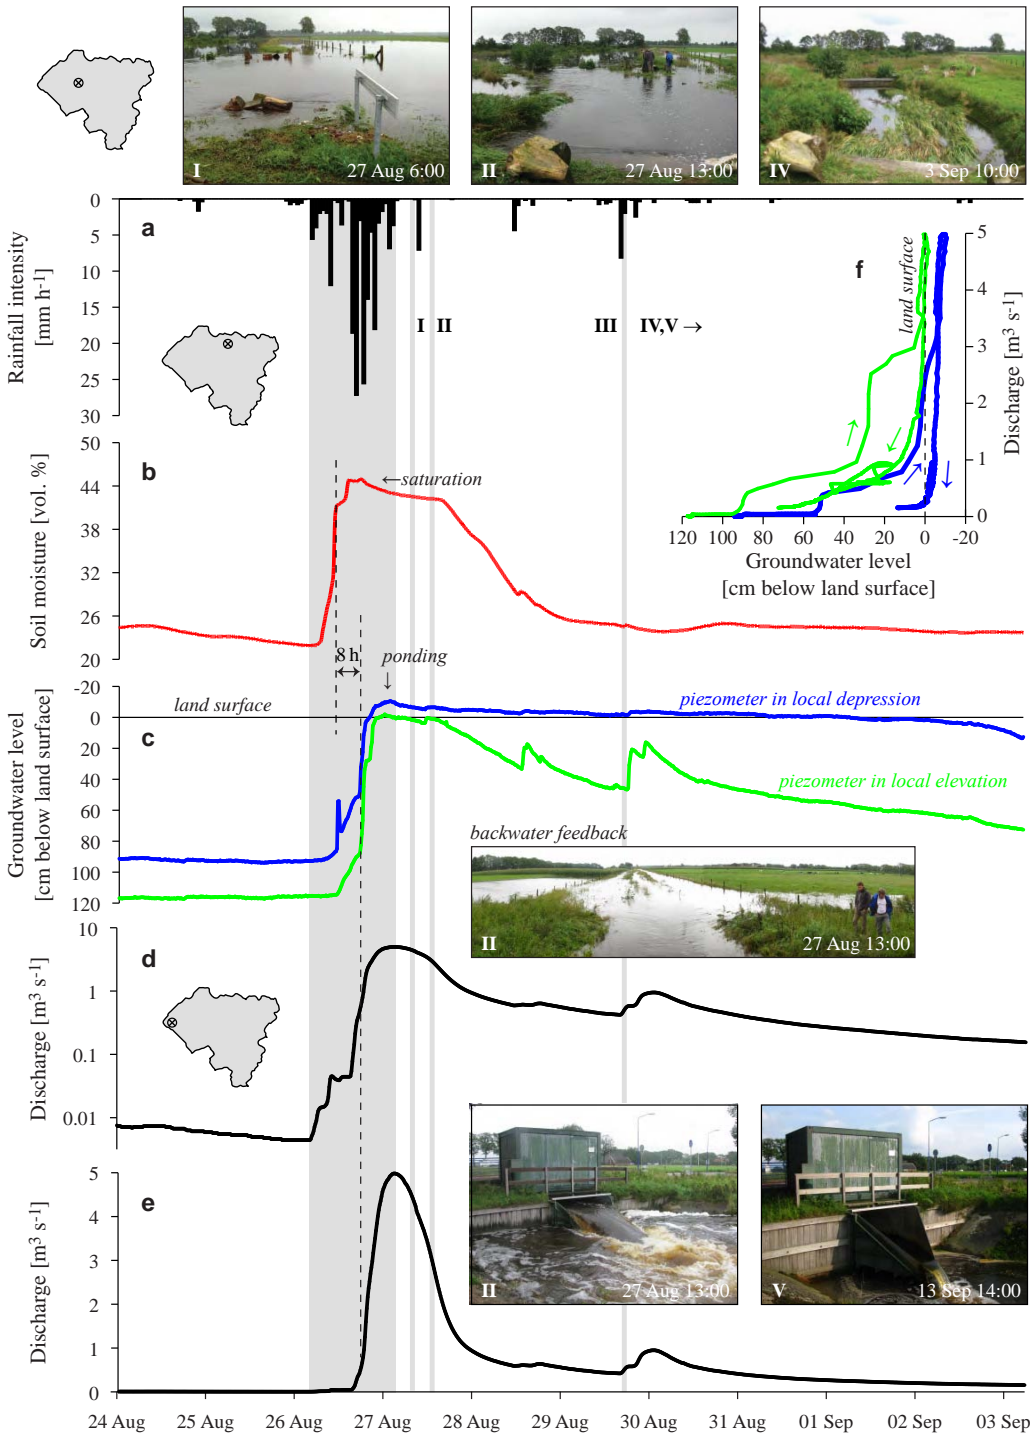 I
27 Aug 6:00
II
27 Aug 13:00
IV
3 Sep 10:00
Rainfall intensity
[mm h-1]
0
5
10
15
20
25
30
a
I
II
III
IV,V →
f
land surface
Discharge [m3 s-1]
5
4
3
2
1
0
120 100 80 60 40 20 0 -20
Groundwater level
[cm below land surface]
Soil moisture [vol. %]
50
44
38
32
26
20
b
←saturation
8 h
ponding
Groundwater level
[cm below land surface]
-20
0
20
40
60
80
100
120
land surface
c
piezometer in local depression
piezometer in local elevation
backwater feedback
II
27 Aug 13:00
Discharge [m3 s-1]
10
1
0.1
0.01
d
II
27 Aug 13:00
V
13 Sep 14:00
Discharge [m3 s-1]
5
4
3
2
1
0
e
24 Aug 25 Aug 26 Aug 27 Aug 28 Aug 29 Aug 30 Aug 31 Aug 01 Sep 02 Sep 03 Sep